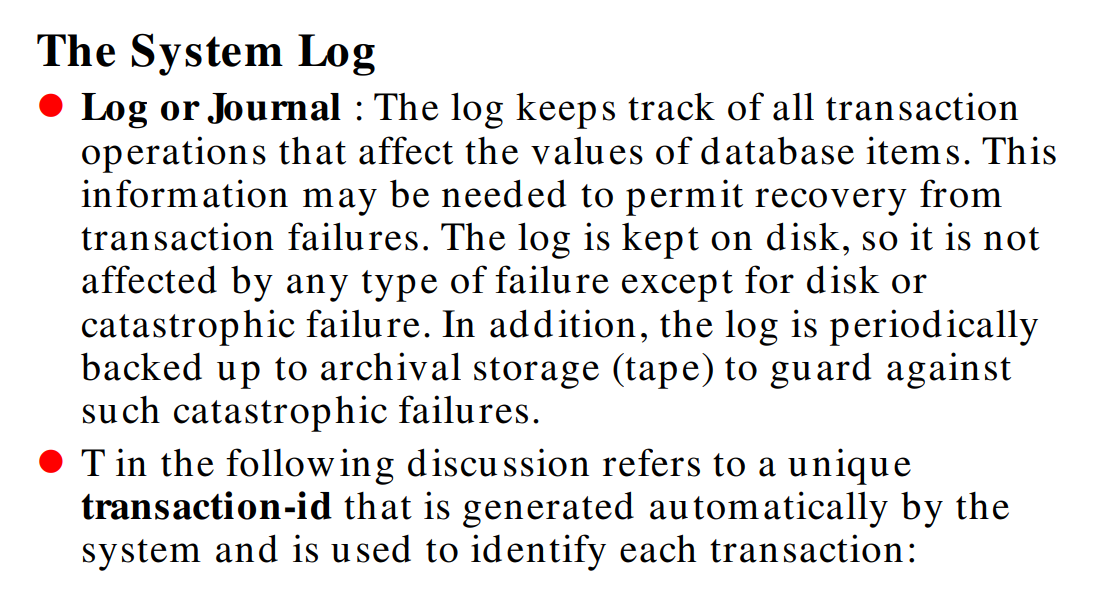 The System Log
● Log or Journal : The log keeps track of all transaction
operations that affect the values of database items. This
information may be needed to permit recovery from
transaction failures. The log is kept on disk, so it is not
affected by any type of failure except for disk or
catastrophic failure. In addition, the log is periodically
backed up to archival storage (tape) to guard against
such catastrophic failures.
● T in the following discussion refers to a unique
transaction-id that is generated automatically by the
system and is used to identify each transaction: